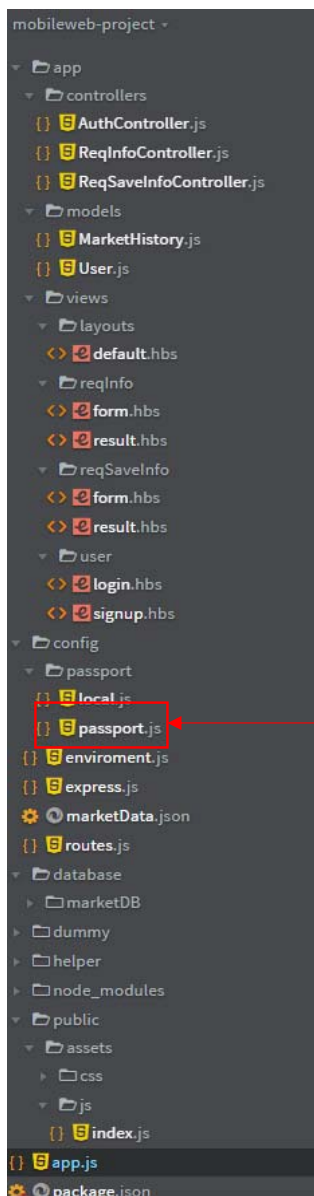 mobileweb-project
app
controllers
AuthController.js
ReqInfoController.js
ReqSaveInfoController.js
models
MarketHistory.js
User.js
views
layouts
default.hbs
reqInfo
form.hbs
result.hbs
reqSaveInfo
form.hbs
result.hbs
user
login.hbs
signup.hbs
config
passport
local.js
passport.js
enviroment.js
express.js
marketData.json
routes.js
database
marketDB
dummy
helper
node_modules
public
assets
css
js
index.js
app.js
package.json